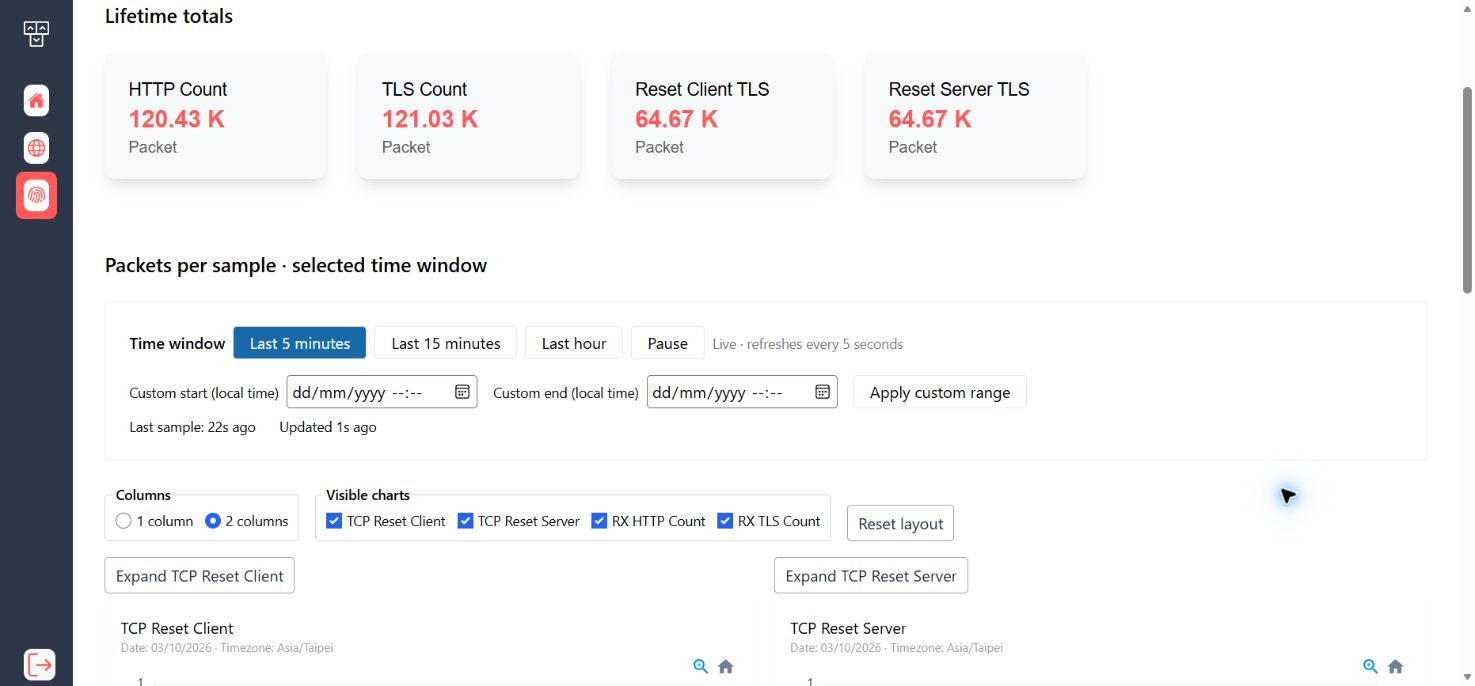 Lifetime totals
HTTP Count
120.43 K
Packet
TLS Count
121.03 K
Packet
Reset Client TLS
64.67 K
Packet
Reset Server TLS
64.67 K
Packet
Packets per sample · selected time window
Time window Last 5 minutes Last 15 minutes Last hour Pause Live · refreshes every 5 seconds
Custom start (local time) dd/mm/yyyy --:-- Custom end (local time) dd/mm/yyyy --:-- Apply custom range
Last sample: 22s ago Updated 1s ago
Columns
1 column 2 columns
Visible charts
TCP Reset Client TCP Reset Server RX HTTP Count RX TLS Count
Reset layout
Expand TCP Reset Client
TCP Reset Client
Date: 03/10/2026 · Timezone: Asia/Taipei
1
Expand TCP Reset Server
TCP Reset Server
Date: 03/10/2026 · Timezone: Asia/Taipei
1